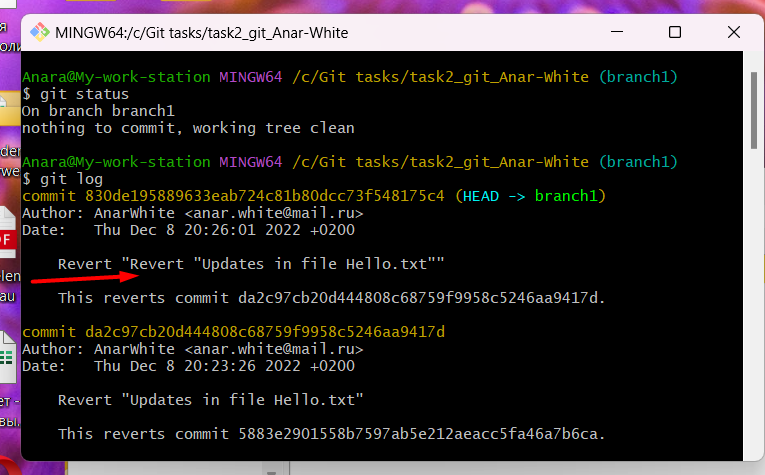 я
оли
MINGW64:/c/Git tasks/task2_git_Anar-White
Anara@My-work-station MINGW64 /c/Git tasks/task2_git_Anar-White (branch1)
$ git status
On branch branch1
nothing to commit, working tree clean
Anara@My-work-station MINGW64 /c/Git tasks/task2_git_Anar-White (branch1)
$ git log
commit 830de195889633eab724c81b80dcc73f548175c4 (HEAD -> branch1)
Author: AnarWhite <anar.white@mail.ru>
Date:   Thu Dec 8 20:26:01 2022 +0200
Revert "Revert "Updates in file Hello.txt""
This reverts commit da2c97cb20d444808c68759f9958c5246aa9417d.
commit da2c97cb20d444808c68759f9958c5246aa9417d
Author: AnarWhite <anar.white@mail.ru>
Date:   Thu Dec 8 20:23:26 2022 +0200
Revert "Updates in file Hello.txt"
This reverts commit 5883e2901558b7597ab5e212aeacc5fa46a7b6ca.